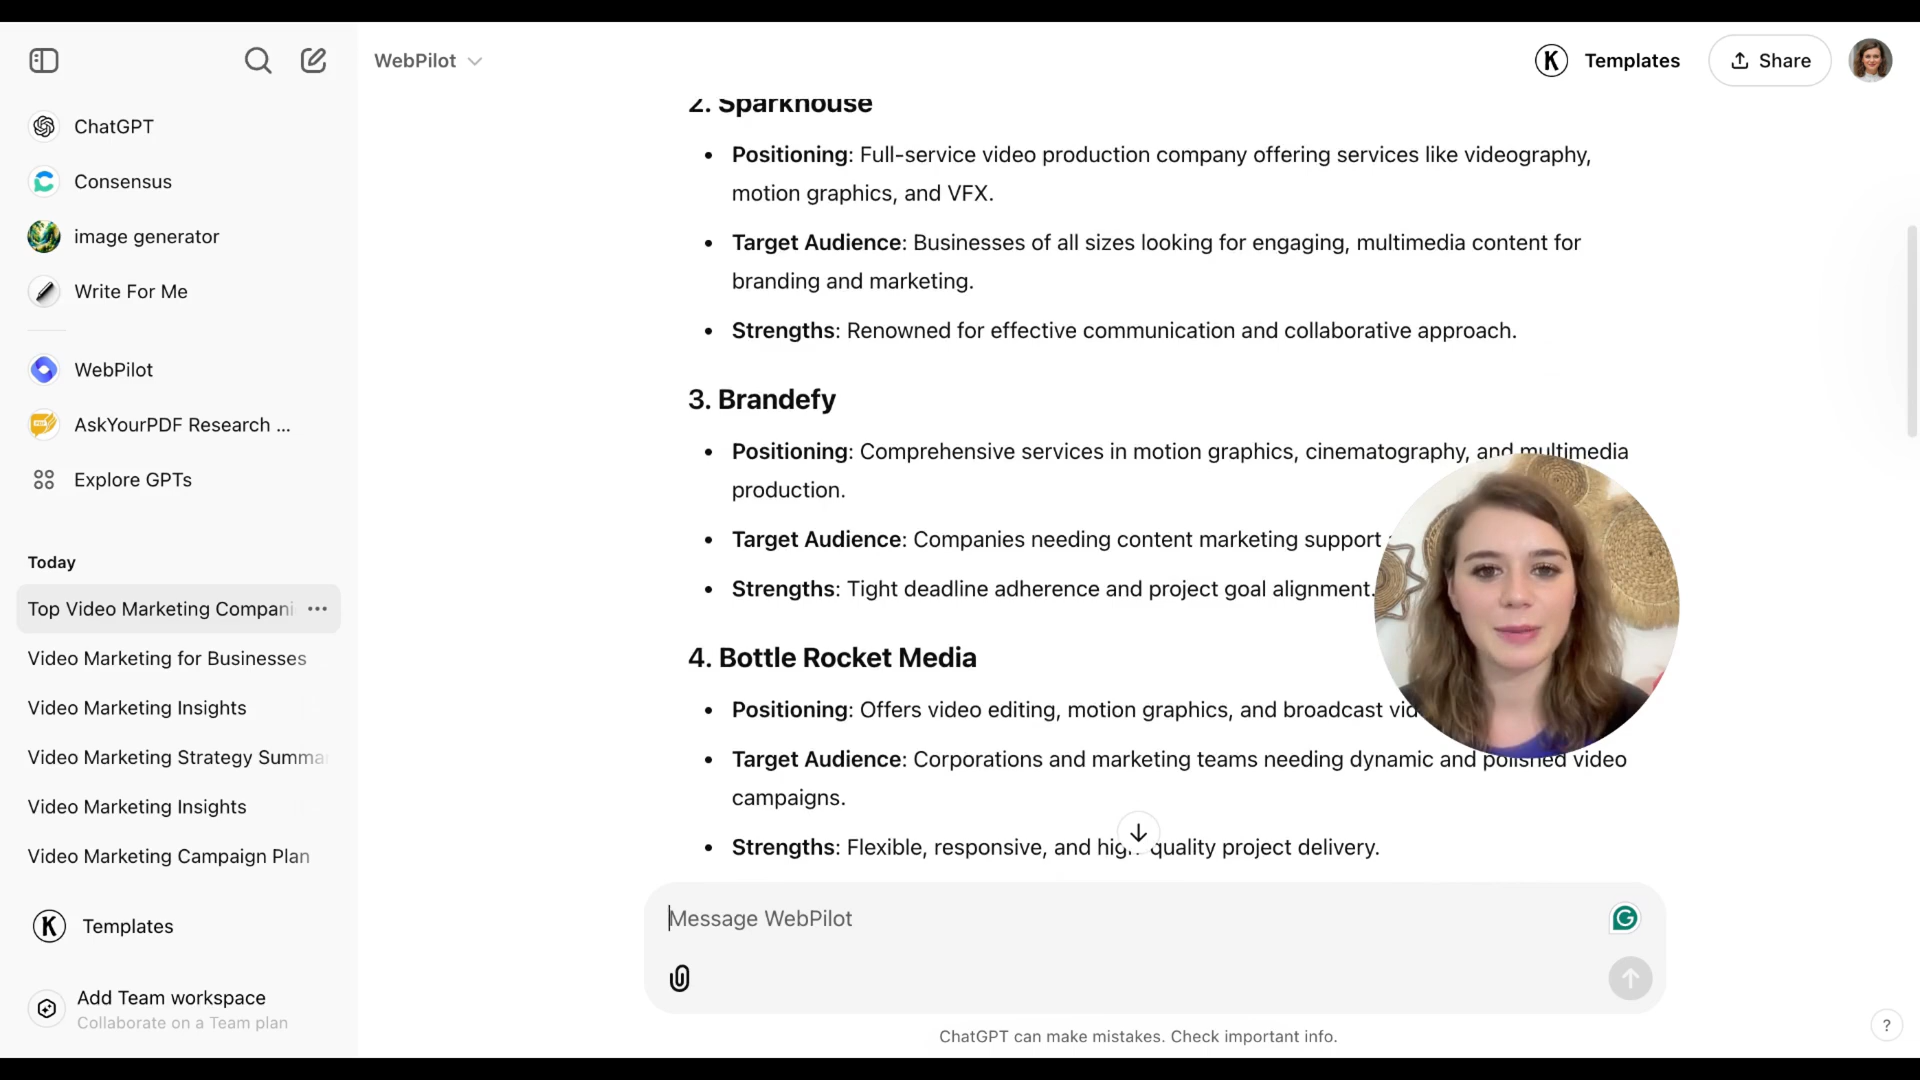 WebPilot
K Templates
Share
ChatGPT
Consensus
image generator
Write For Me
WebPilot
AskYourPDF Research ...
Explore GPTs
Today
Top Video Marketing Compani
Video Marketing for Businesses
Video Marketing Insights
Video Marketing Strategy Summa
Video Marketing Insights
Video Marketing Campaign Plan
K Templates
Add Team workspace
Collaborate on a Team plan
2. Sparkhouse
• Positioning: Full-service video production company offering services like videography,
motion graphics, and VFX.
• Target Audience: Businesses of all sizes looking for engaging, multimedia content for
branding and marketing.
• Strengths: Renowned for effective communication and collaborative approach.
3. Brandefy
• Positioning: Comprehensive services in motion graphics, cinematography, and multimedia
production.
• Target Audience: Companies needing content marketing support
• Strengths: Tight deadline adherence and project goal alignment.
4. Bottle Rocket Media
• Positioning: Offers video editing, motion graphics, and broadcast
• Target Audience: Corporations and marketing teams needing dynamic and polished video
campaigns.
• Strengths: Flexible, responsive, and high-quality project delivery.
Message WebPilot
ChatGPT can make mistakes. Check important info.
?